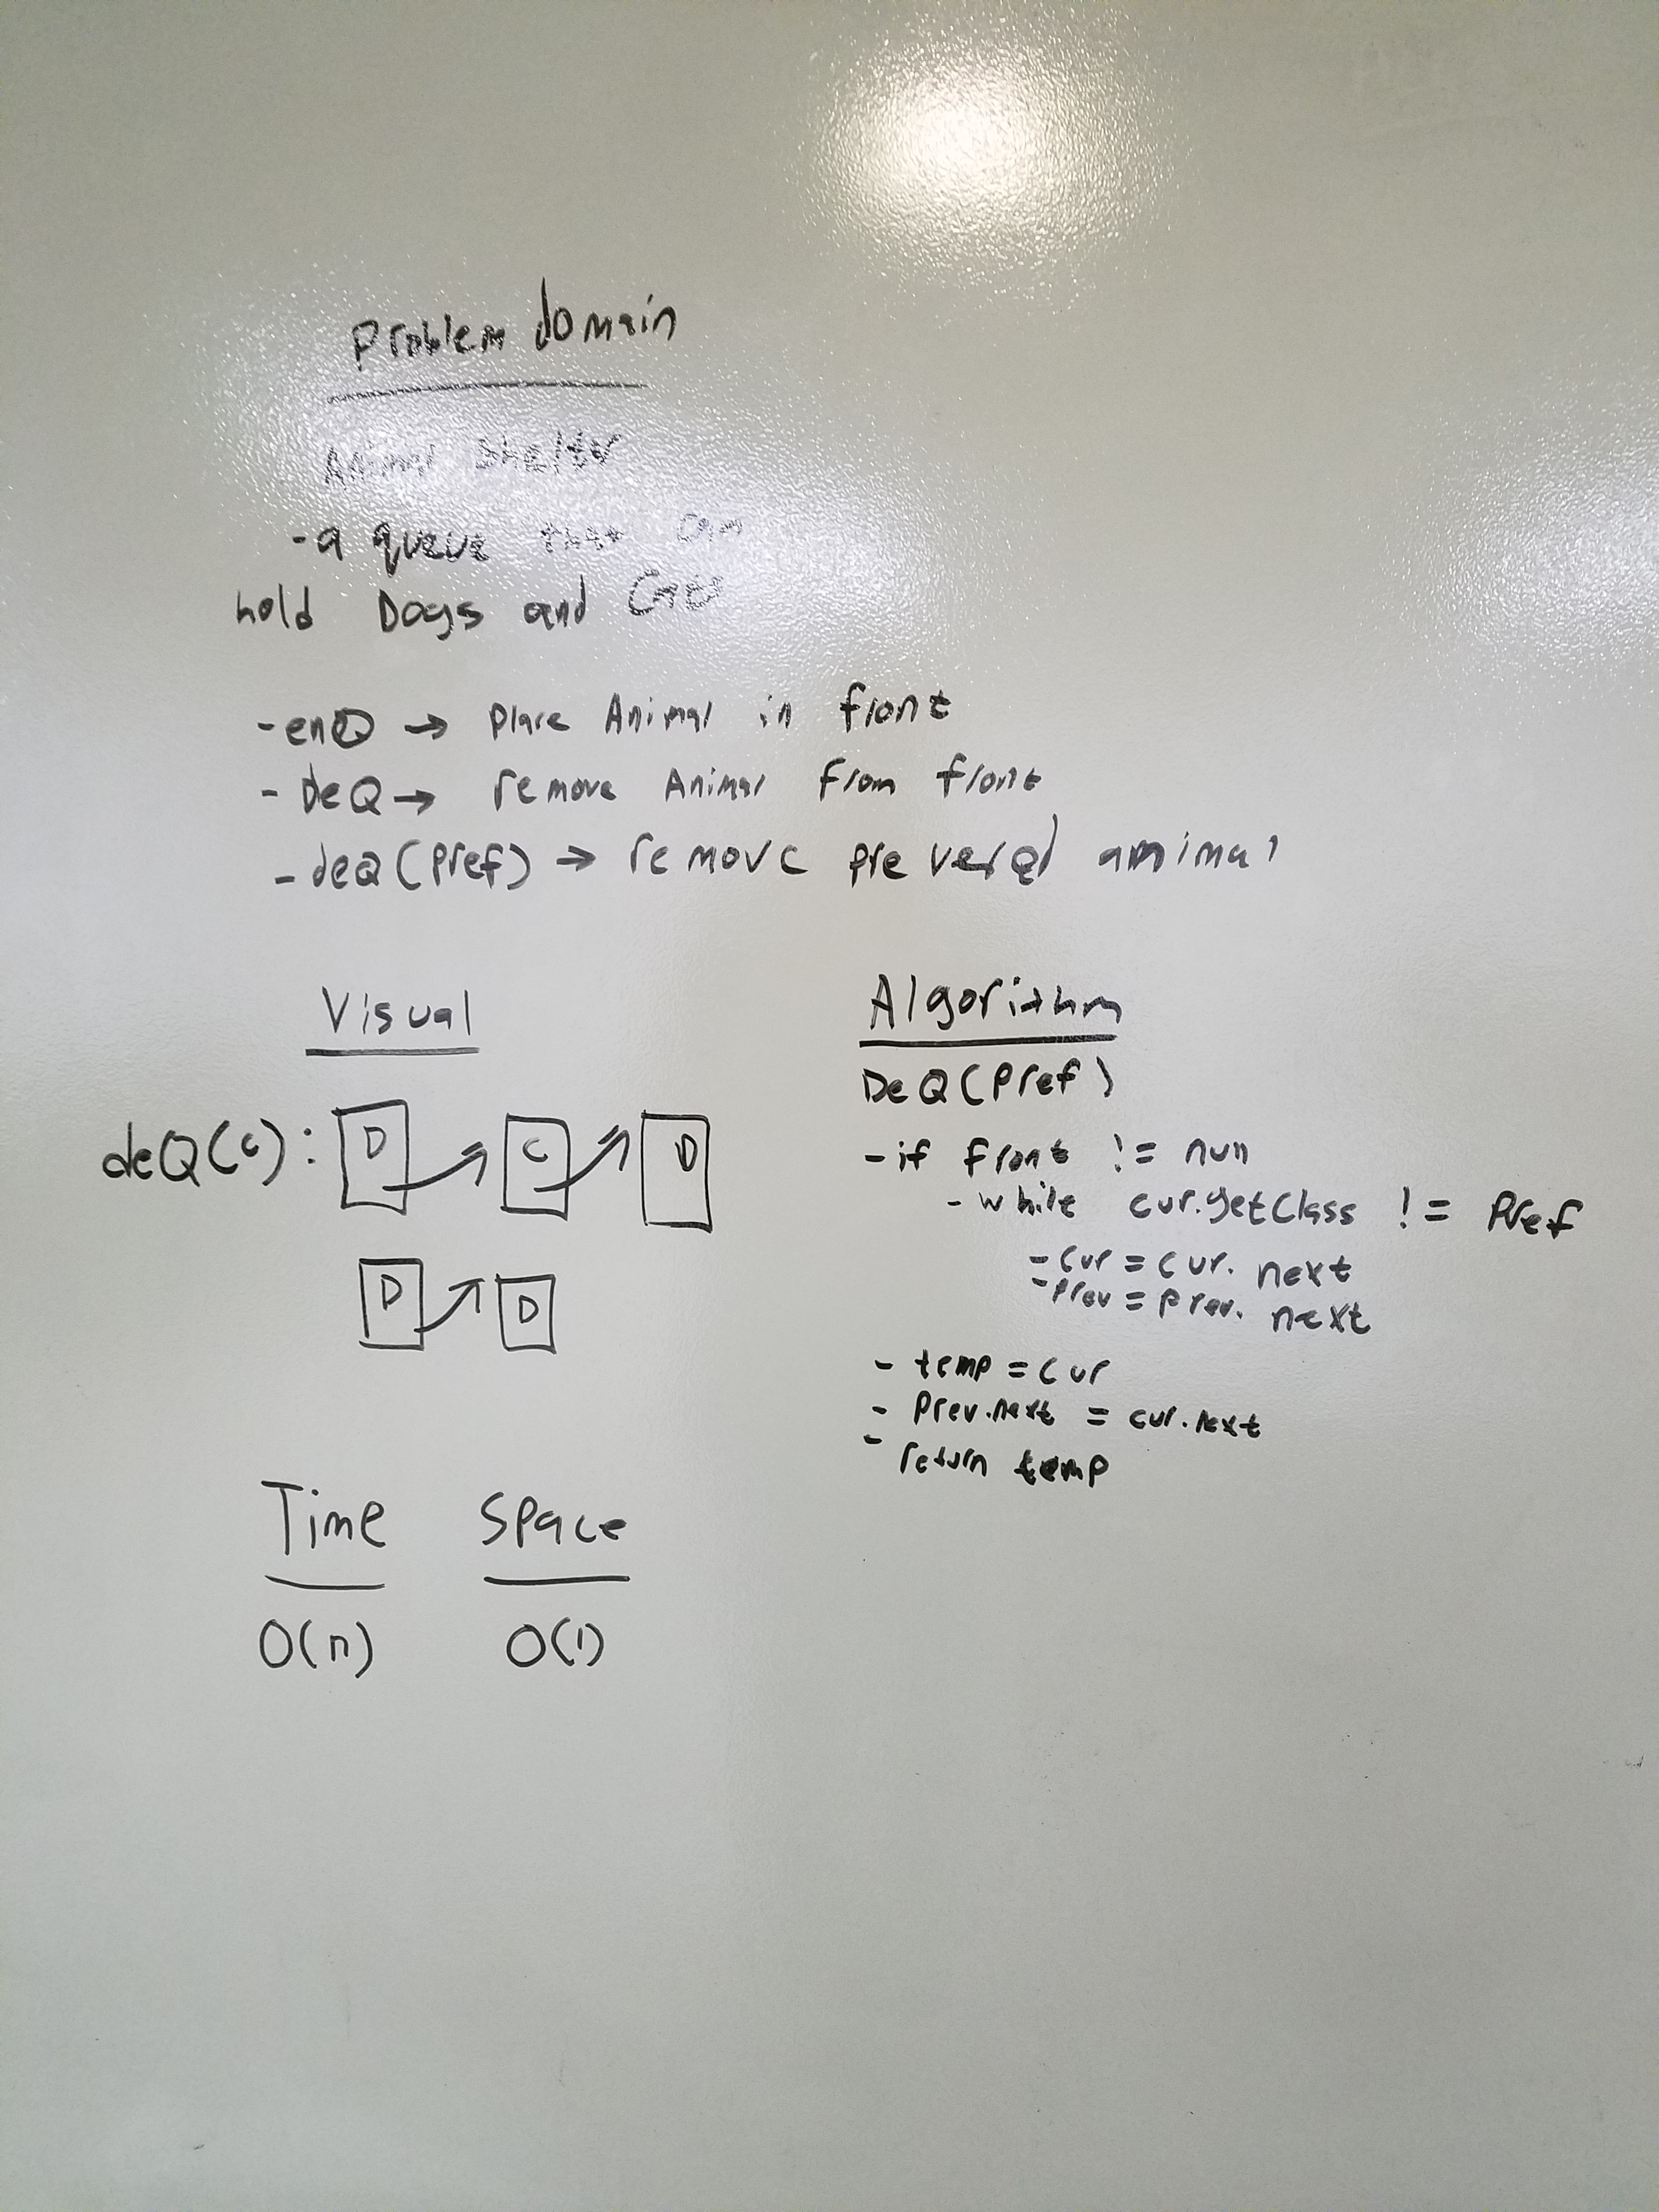 Problem domain
Animal Shelter
- a queue that can
hold Dogs and Cats
- enQ → Place Animal in front
- DeQ → remove Animal from front
- deQ(Pref) → remove
animal
Visual
deQ(c): D C D
D D
Time Space
O(n) O(1)
Algorithm
DeQ(Pref)
- if front != null
- while cur.getClass != Pref
- cur = cur. next
- Prev = prev. next
- temp = cur
- Prev.next = cur.next
- return temp